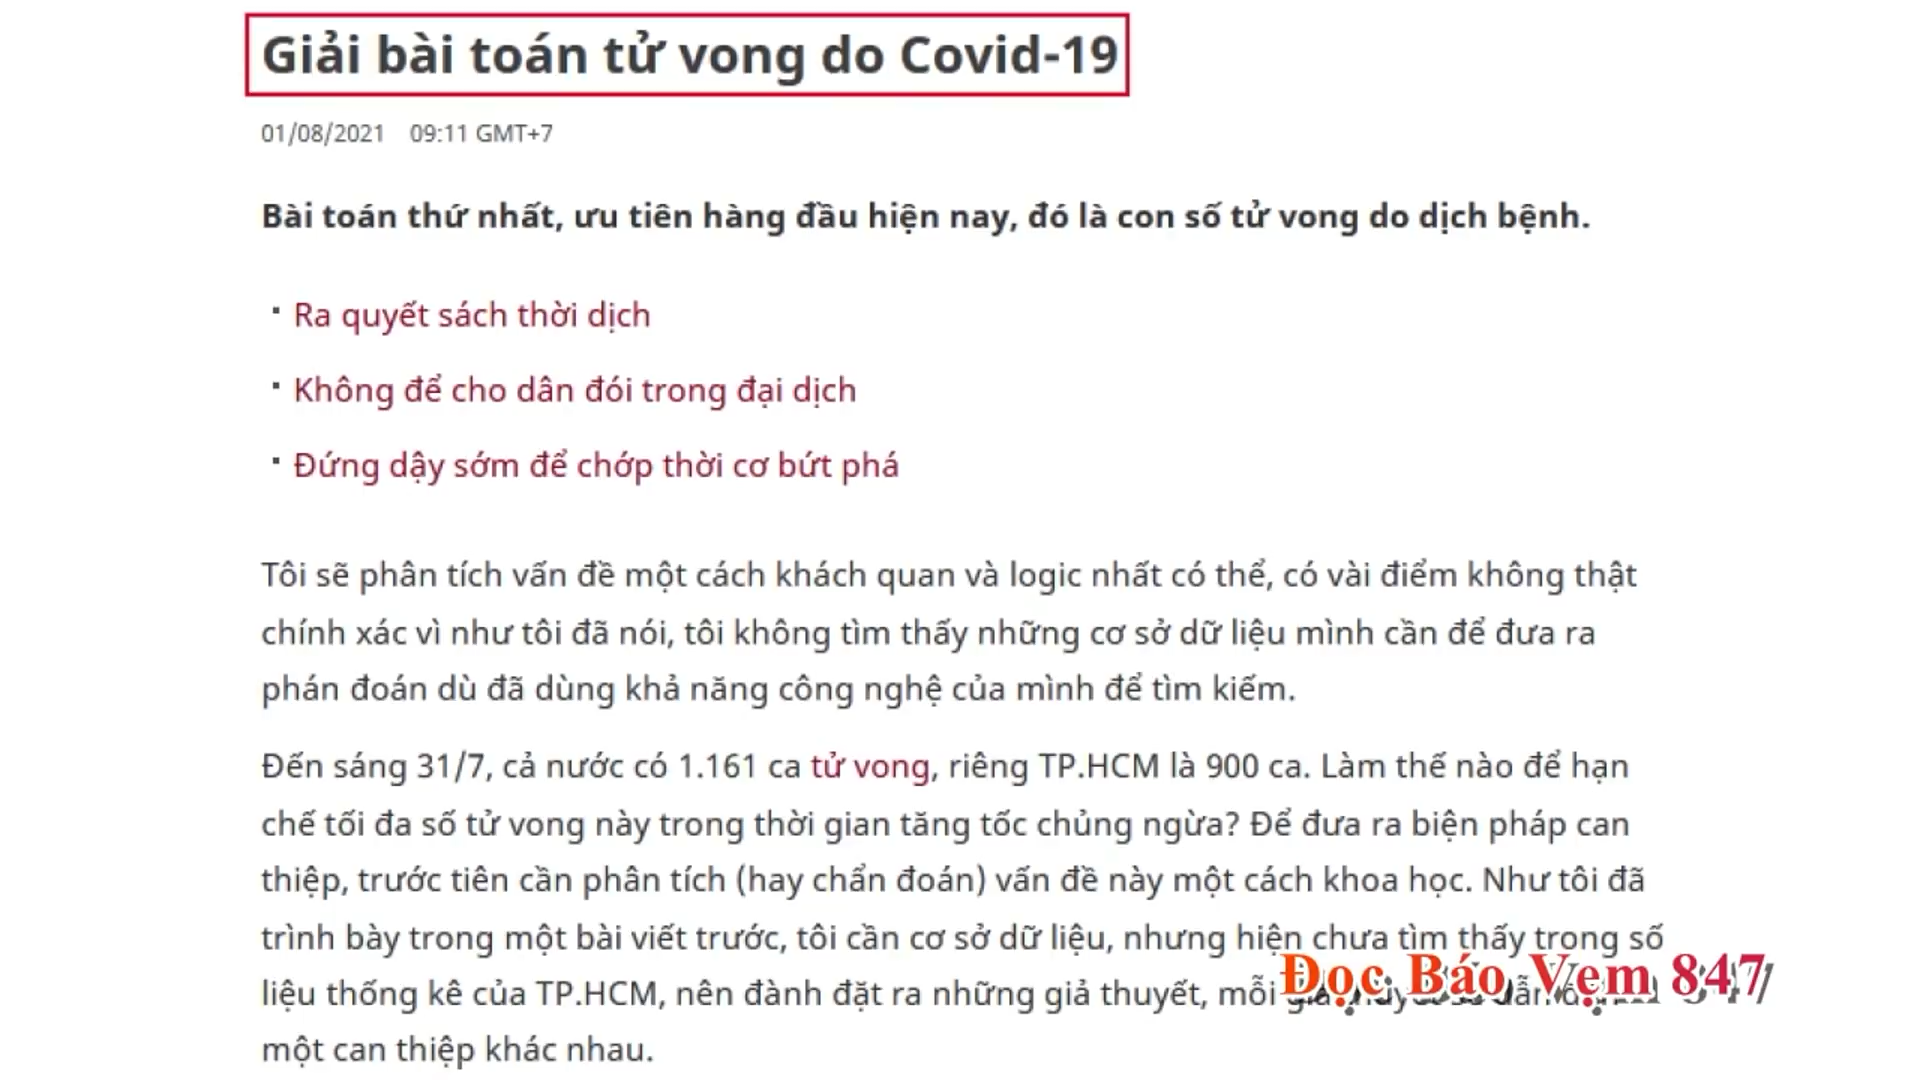 Giải bài toán tử vong do Covid-19
01/08/2021 09:11 GMT+7
Bài toán thứ nhất, ưu tiên hàng đầu hiện nay, đó là con số tử vong do dịch bệnh.
Ra quyết sách thời dịch
Không để cho dân đói trong đại dịch
Đứng dậy sớm để chớp thời cơ bứt phá
Tôi sẽ phân tích vấn đề một cách khách quan và logic nhất có thể, có vài điểm không thật
chính xác vì như tôi đã nói, tôi không tìm thấy những cơ sở dữ liệu mình cần để đưa ra
phán đoán dù đã dùng khả năng công nghệ của mình để tìm kiếm.
Đến sáng 31/7, cả nước có 1.161 ca tử vong, riêng TP.HCM là 900 ca. Làm thế nào để hạn
chế tối đa số tử vong này trong thời gian tăng tốc chủng ngừa? Để đưa ra biện pháp can
thiệp, trước tiên cần phân tích (hay chẩn đoán) vấn đề này một cách khoa học. Như tôi đã
trình bày trong một bài viết trước, tôi cần cơ sở dữ liệu, nhưng hiện chưa tìm thấy trong số
liệu thống kê của TP.HCM, nên đành đặt ra những giả thuyết, mỗi
một can thiệp khác nhau.
Đọc Báo Vẹm 847